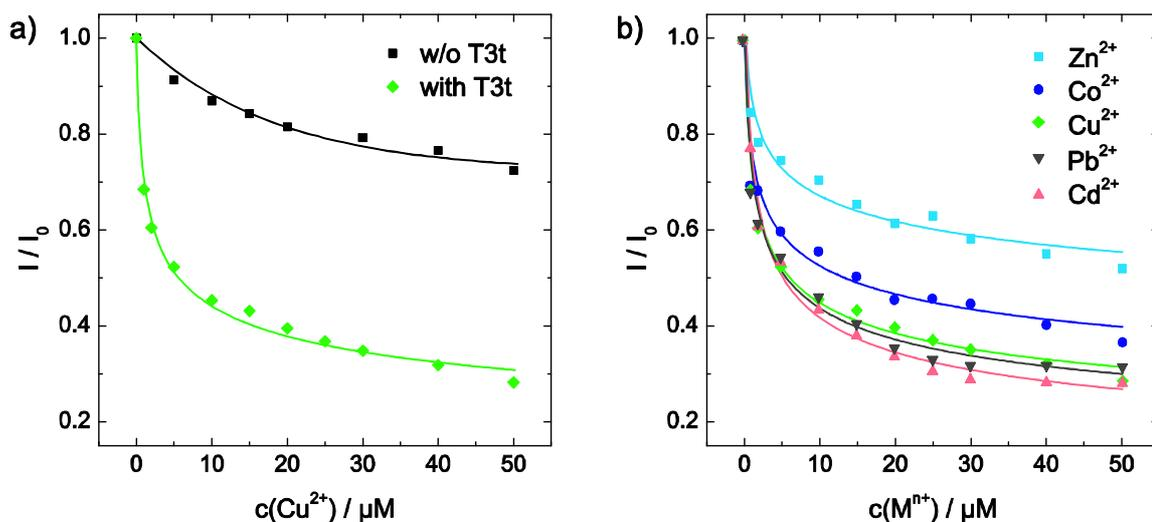 a)
1.0
0.8
0.6
0.4
0.2
I / I₀
0
10
20
30
40
50
c(Cu²⁺) / µM
w/o T3t
with T3t
b)
1.0
0.8
0.6
0.4
0.2
I / I₀
0
10
20
30
40
50
c(Mⁿ⁺) / µM
Zn²⁺
Co²⁺
Cu²⁺
Pb²⁺
Cd²⁺